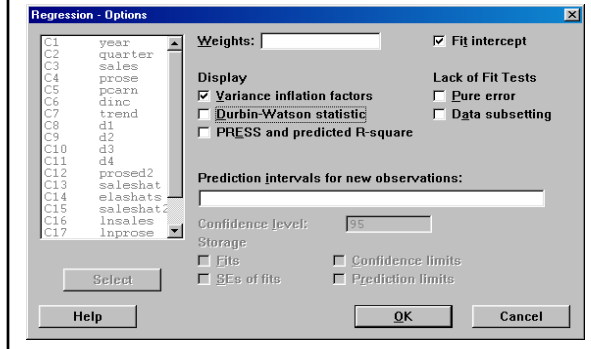 Regression - Options
C1 year
C2 quarter
C3 sales
C4 prose
C5 pcarn
C6 dinc
C7 trend
C8 d1
C9 d2
C10 d3
C11 d4
C12 prosed2
C13 saleshat
C14 elashats
C15 saleshat2
C16 lnsales
C17 lnprose
Select
Help
Weights:
Fit intercept
Display
Variance inflation factors
Durbin-Watson statistic
PRESS and predicted R-square
Lack of Fit Tests
Pure error
Data subsetting
Prediction intervals for new observations:
Confidence level: 95
Storage
Fits
Confidence limits
SEs of fits
Prediction limits
OK
Cancel